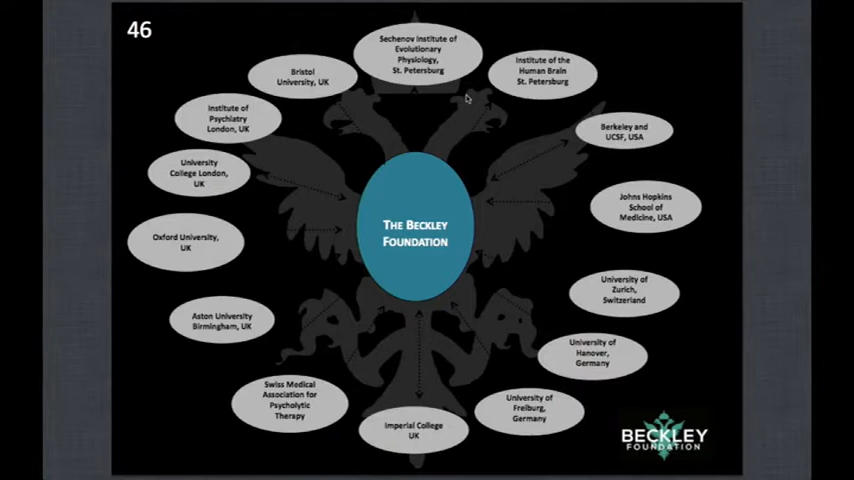 46
Sechenov Institute of
Evolutionary
Physiology,
St. Petersburg
Institute of the
Human Brain
St. Petersburg
Bristol
University, UK
Institute of
Psychiatry
London, UK
Berkeley and
UCSF, USA
University
College London,
UK
Johns Hopkins
School of
Medicine, USA
THE BECKLEY
FOUNDATION
Oxford University,
UK
University of
Zurich,
Switzerland
Aston University
Birmingham, UK
University of
Hanover,
Germany
Swiss Medical
Association for
Psycholytic
Therapy
University of
Freiburg,
Germany
Imperial College
UK
BECKLEY
FOUNDATION